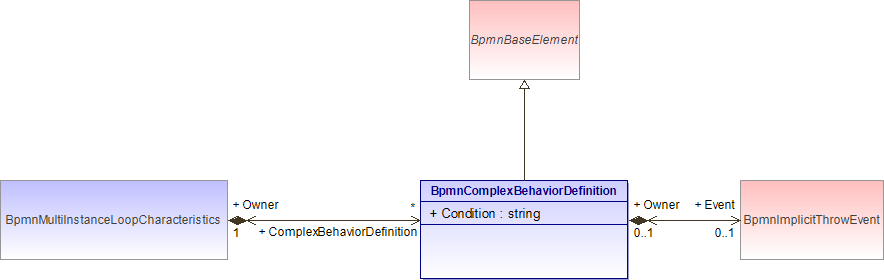 BpmnBaseElement
BpmnMultiInstanceLoopCharacteristics
+ Owner
1
*
+ ComplexBehaviorDefinition
BpmnComplexBehaviorDefinition
+ Condition : string
+ Owner
0..1
+ Event
0..1
BpmnImplicitThrowEvent